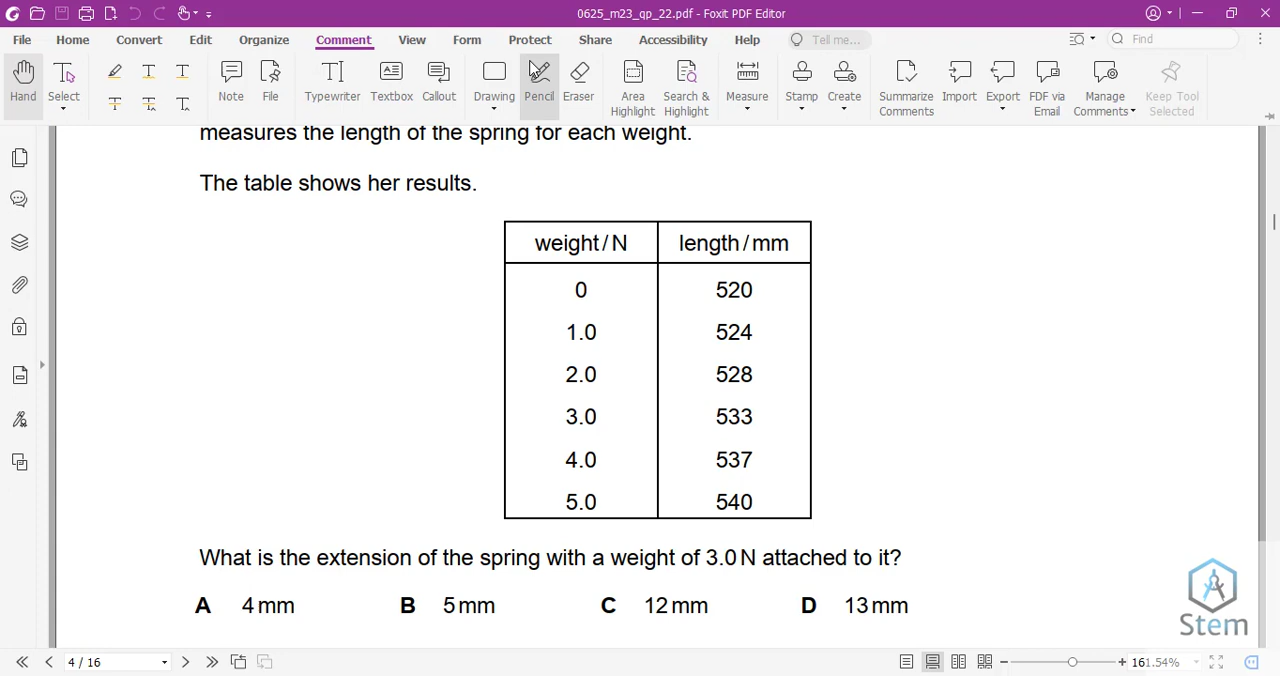 0625_m23_qp_22.pdf - Foxit PDF Editor
File Home Convert Edit Organize Comment View Form Protect Share Accessibility Help Tell me... Find
Hand Select Note File Typewriter Textbox Callout Drawing Pencil Eraser Area Highlight Search & Highlight Measure Stamp Create Summarize Comments Import Export PDF via Email Manage Comments Keep Tool Selected
measures the length of the spring for each weight.
The table shows her results.
weight/N length/mm
0 520
1.0 524
2.0 528
3.0 533
4.0 537
5.0 540
What is the extension of the spring with a weight of 3.0 N attached to it?
A 4 mm B 5 mm C 12 mm D 13 mm
Stem
4 / 16 161.54%